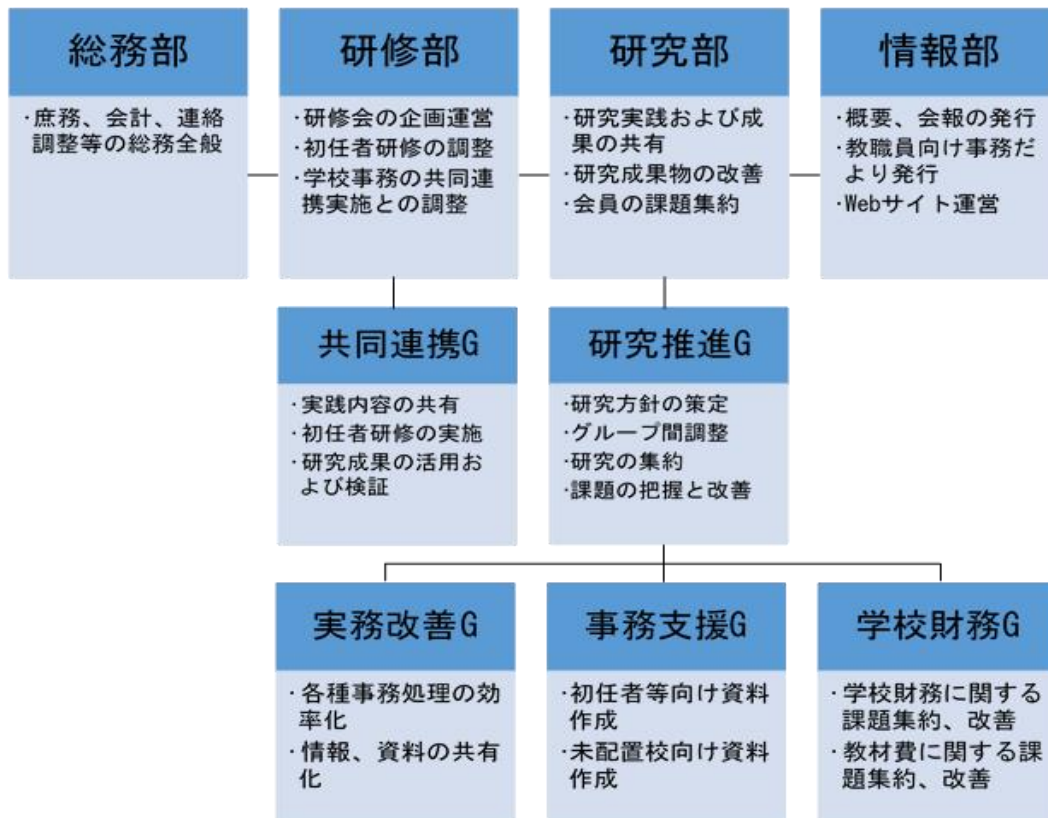 総務部
・庶務、会計、連絡
調整等の総務全般
研修部
・研修会の企画運営
・初任者研修の調整
・学校事務の共同連
携実施との調整
研究部
・研究実践および成
果の共有
・研究成果物の改善
・会員の課題集約
情報部
・概要、会報の発行
・教職員向け事務だ
より発行
・Webサイト運営
共同連携G
・実践内容の共有
・初任者研修の実施
・研究成果の活用お
よび検証
研究推進G
・研究方針の策定
・グループ間調整
・研究の集約
・課題の把握と改善
実務改善G
・各種事務処理の効
率化
・情報、資料の共有
化
事務支援G
・初任者等向け資料
作成
・未配置校向け資料
作成
学校財務G
・学校財務に関する
課題集約、改善
・教材費に関する課
題集約、改善